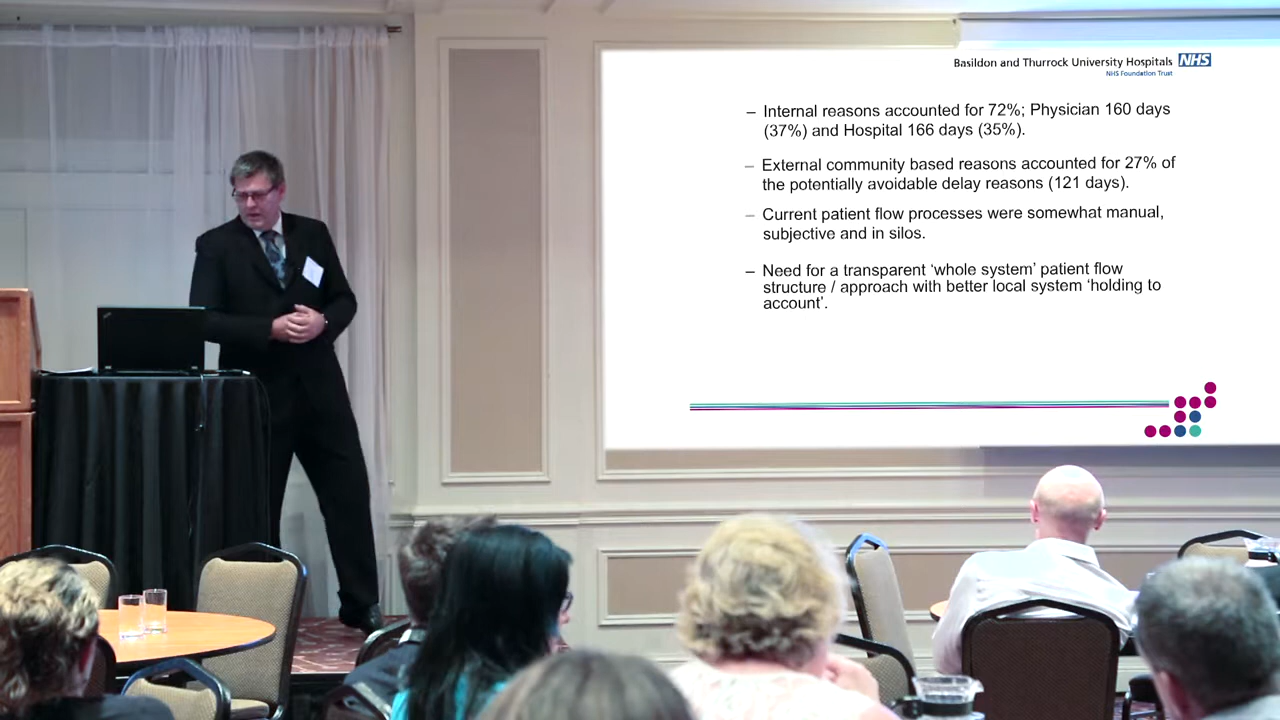 Basildon and Thurrock University Hospitals NHS
NHS Foundation Trust
– Internal reasons accounted for 72%; Physician 160 days
(37%) and Hospital 166 days (35%).
– External community based reasons accounted for 27% of
the potentially avoidable delay reasons (121 days).
– Current patient flow processes were somewhat manual,
subjective and in silos.
– Need for a transparent ‘whole system’ patient flow
structure / approach with better local system ‘holding to
account’.